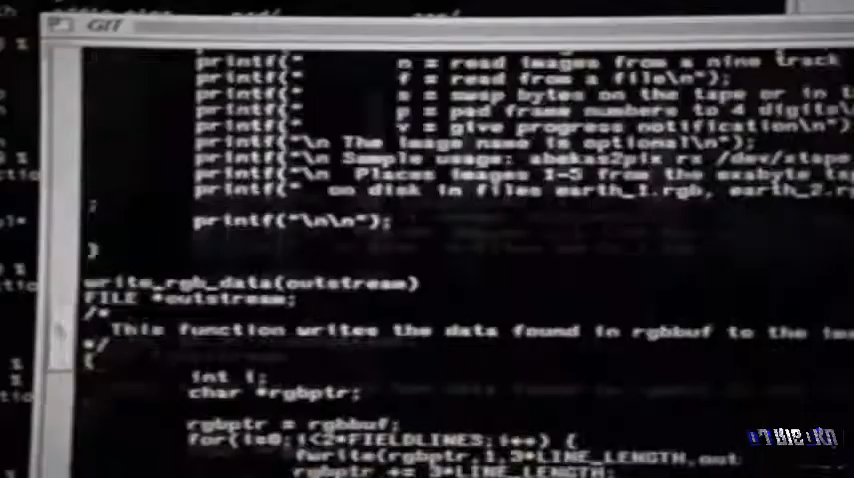 GIT
printf("        n = read images from a nine track
printf("        f = read from a file\n");
printf("        s = swap bytes on the tape or in t
printf("        p = pad frame numbers to 4 digits\
printf("        v = give progress notification\n")
printf("\n The image name is optional\n");
printf("\n Sample usage: abekas2pix rx /dev/xtape
printf("\n  Places images 1-5 from the exabyte tap
printf("  on disk in files earth_1.rgb, earth_2.rg
;
printf("\n\n");
}
write_rgb_data(outstream)
FILE *outstream;
/*
This function writes the data found in rgbbuf to the ima
*/
{
int i;
char *rgbptr;
rgbptr = rgbbuf;
for(i=0;i<2*FIELDLINES;i++) {
fwrite(rgbptr,1,3*LINE_LENGTH,out
rgbptr += 3*LINE_LENGTH;